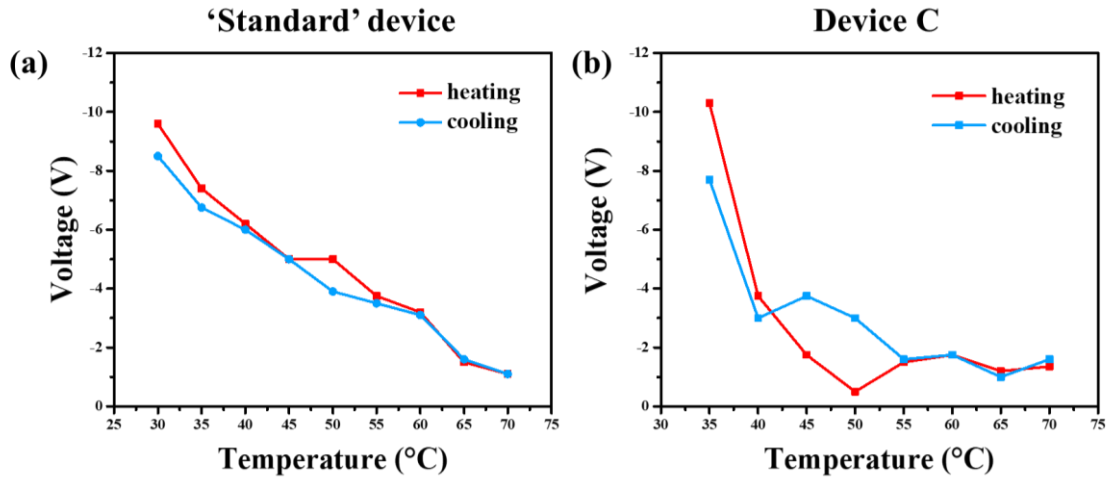 ‘Standard’ device
(a)
-12
-10
-8
-6
-4
-2
0
Voltage (V)
heating
cooling
25 30 35 40 45 50 55 60 65 70 75
Temperature (°C)
Device C
(b)
-12
-10
-8
-6
-4
-2
0
Voltage (V)
heating
cooling
30 35 40 45 50 55 60 65 70 75
Temperature (°C)